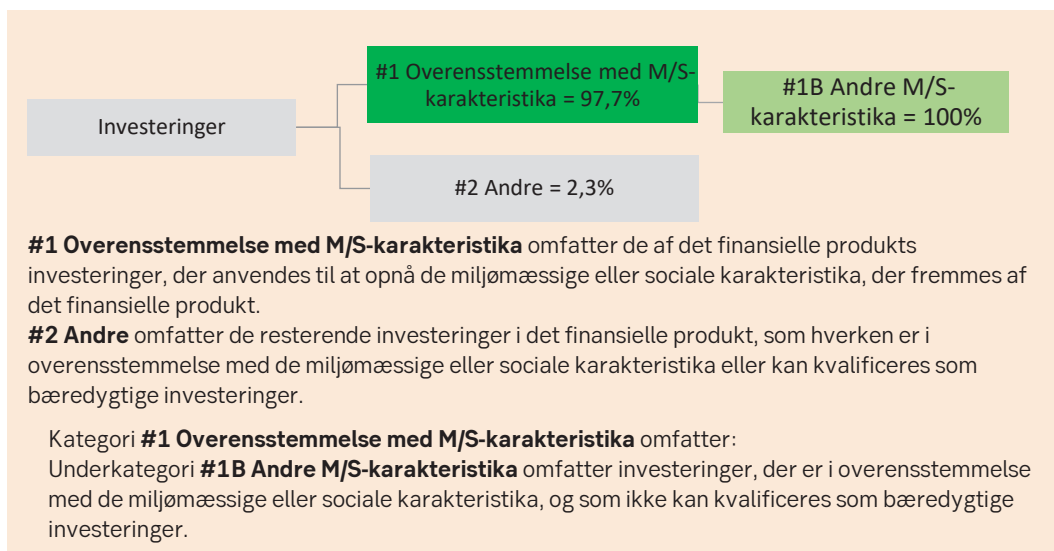 #1 Overensstemmelse med M/S-
karakteristika = 97,7%
#1B Andre M/S-
karakteristika = 100%
Investeringer
#2 Andre = 2,3%
#1 Overensstemmelse med M/S-karakteristika omfatter de af det finansielle produkts
investeringer, der anvendes til at opnå de miljømæssige eller sociale karakteristika, der fremmes af
det finansielle produkt.
#2 Andre omfatter de resterende investeringer i det finansielle produkt, som hverken er i
overensstemmelse med de miljømæssige eller sociale karakteristika eller kan kvalificeres som
bæredygtige investeringer.
Kategori #1 Overensstemmelse med M/S-karakteristika omfatter:
Underkategori #1B Andre M/S-karakteristika omfatter investeringer, der er i overensstemmelse
med de miljømæssige eller sociale karakteristika, og som ikke kan kvalificeres som bæredygtige
investeringer.